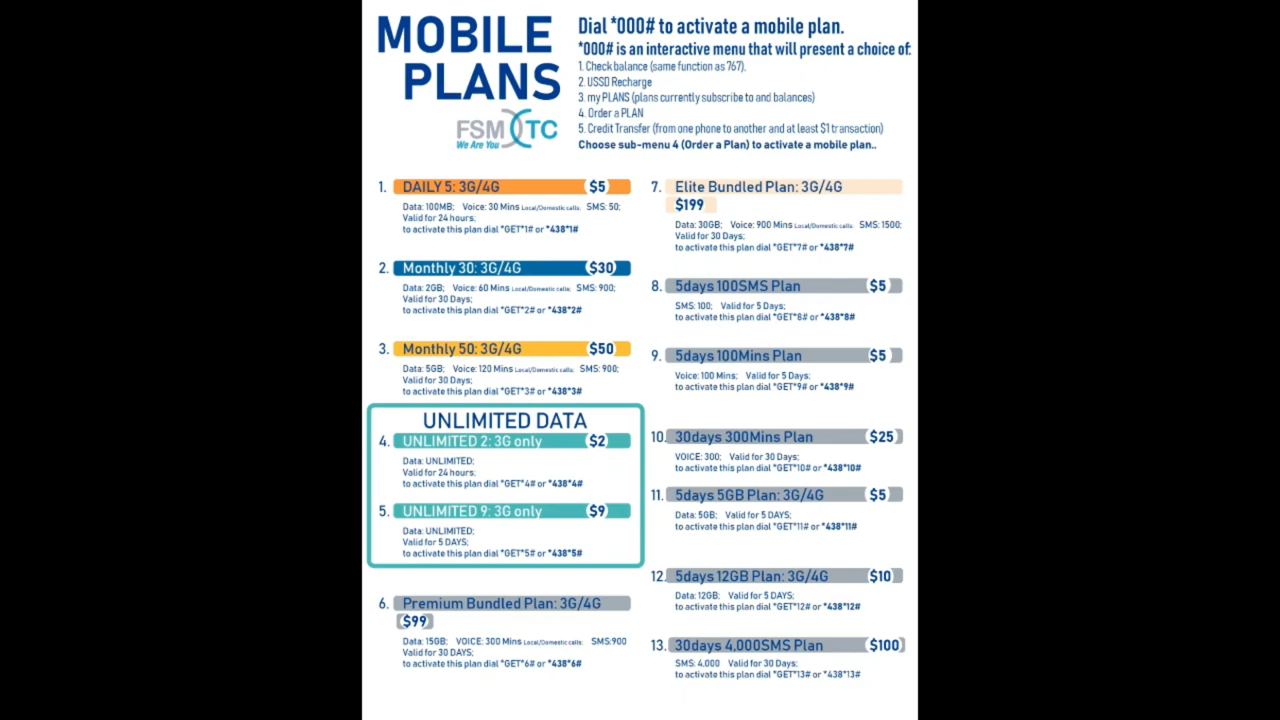 MOBILE
PLANS
FSM TC
We Are You
Dial *000# to activate a mobile plan.
*000# is an interactive menu that will present a choice of:
1. Check balance (same function as 767).
2. USSD Recharge
3. my PLANS (plans currently subscribe to and balances)
4. Order a PLAN
5. Credit Transfer (from one phone to another and at least $1 transaction)
Choose sub-menu 4 (Order a Plan) to activate a mobile plan..
1. DAILY 5: 3G/4G ($5)
Data: 100MB; Voice: 30 Mins Local/Domestic calls; SMS: 50;
Valid for 24 hours;
to activate this plan dial *GET*1# or *438*1#
2. Monthly 30: 3G/4G ($30)
Data: 2GB; Voice: 60 Mins Local/Domestic calls; SMS: 900;
Valid for 30 Days;
to activate this plan dial *GET*2# or *438*2#
3. Monthly 50: 3G/4G ($50)
Data: 5GB; Voice: 120 Mins Local/Domestic calls; SMS: 900;
Valid for 30 Days;
to activate this plan dial *GET*3# or *438*3#
UNLIMITED DATA
4. UNLIMITED 2: 3G only ($2)
Data: UNLIMITED;
Valid for 24 hours;
to activate this plan dial *GET*4# or *438*4#
5. UNLIMITED 9: 3G only ($9)
Data: UNLIMITED;
Valid for 5 DAYS;
to activate this plan dial *GET*5# or *438*5#
6. Premium Bundled Plan: 3G/4G
($99)
Data: 15GB; VOICE: 300 Mins Local/Domestic calls; SMS:900
Valid for 30 DAYS;
to activate this plan dial *GET*6# or *438*6#
7. Elite Bundled Plan: 3G/4G
$199
Data: 30GB; Voice: 900 Mins Local/Domestic calls SMS: 1500;
Valid for 30 Days;
to activate this plan dial *GET*7# or *438*7#
8. 5days 100SMS Plan ($5)
SMS: 100; Valid for 5 Days;
to activate this plan dial *GET*8# or *438*8#
9. 5days 100Mins Plan ($5)
Voice: 100 Mins; Valid for 5 Days;
to activate this plan dial *GET*9# or *438*9#
10. 30days 300Mins Plan ($25)
VOICE: 300; Valid for 30 Days;
to activate this plan dial *GET*10# or *438*10#
11. 5days 5GB Plan: 3G/4G ($5)
Data: 5GB; Valid for 5 DAYS;
to activate this plan dial *GET*11# or *438*11#
12. 5days 12GB Plan: 3G/4G ($10)
Data: 12GB; Valid for 5 DAYS;
to activate this plan dial *GET*12# or *438*12#
13. 30days 4,000SMS Plan ($100)
SMS: 4,000 Valid for 30 Days;
to activate this plan dial *GET*13# or *438*13#